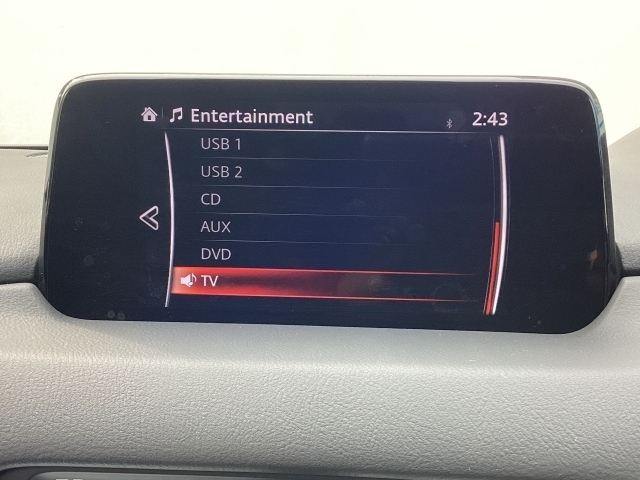 Entertainment 2:43
USB 1
USB 2
CD
AUX
DVD
TV